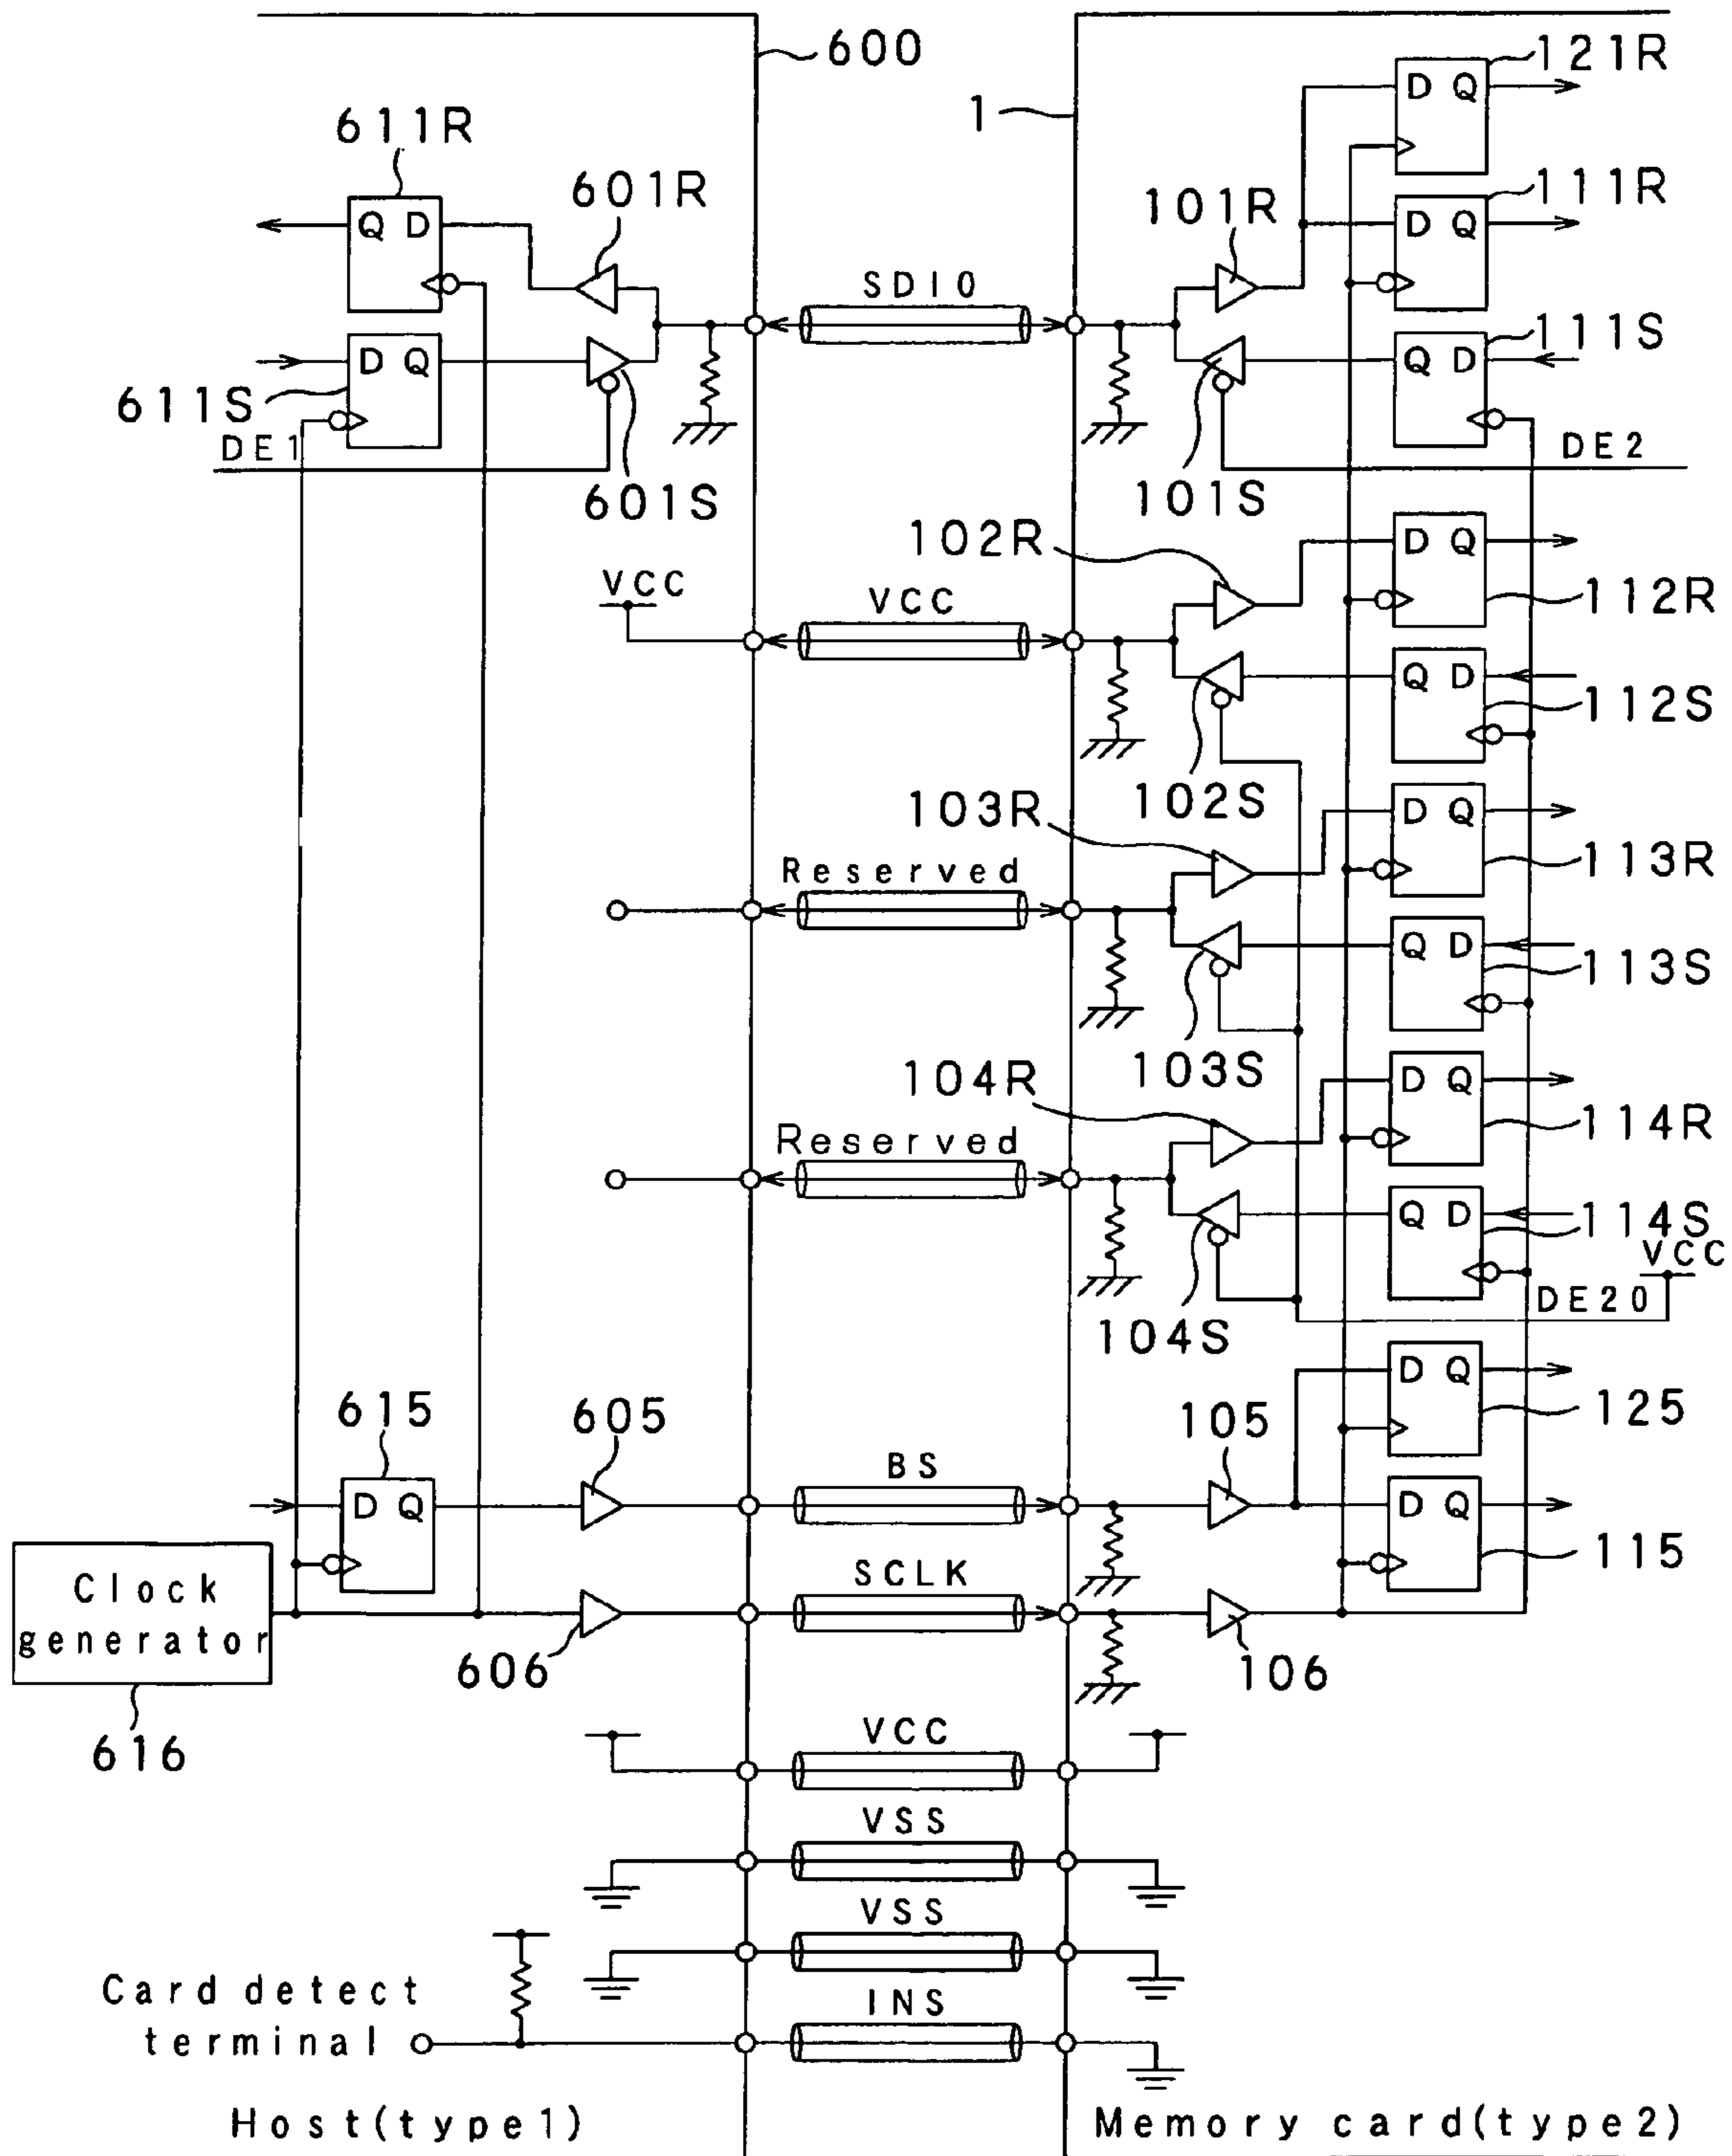 600
121R
1
611R
D Q
601R
101R
111R
Q D
D Q
SDI0
D Q
Q D
111S
611S
DE1
DE2
601S
101S
102R
D Q
VCC
VCC
112R
Q D
112S
102S
103R
D Q
Reserved
113R
Q D
113S
103S
104R
D Q
Reserved
114R
Q D
114S
VCC
DE20
104S
D Q
615
605
105
125
BS
D Q
D Q
SCLK
115
Clock
generator
606
106
616
VCC
VSS
VSS
Card detect
terminal
INS
Host(type1)
Memory card(type2)